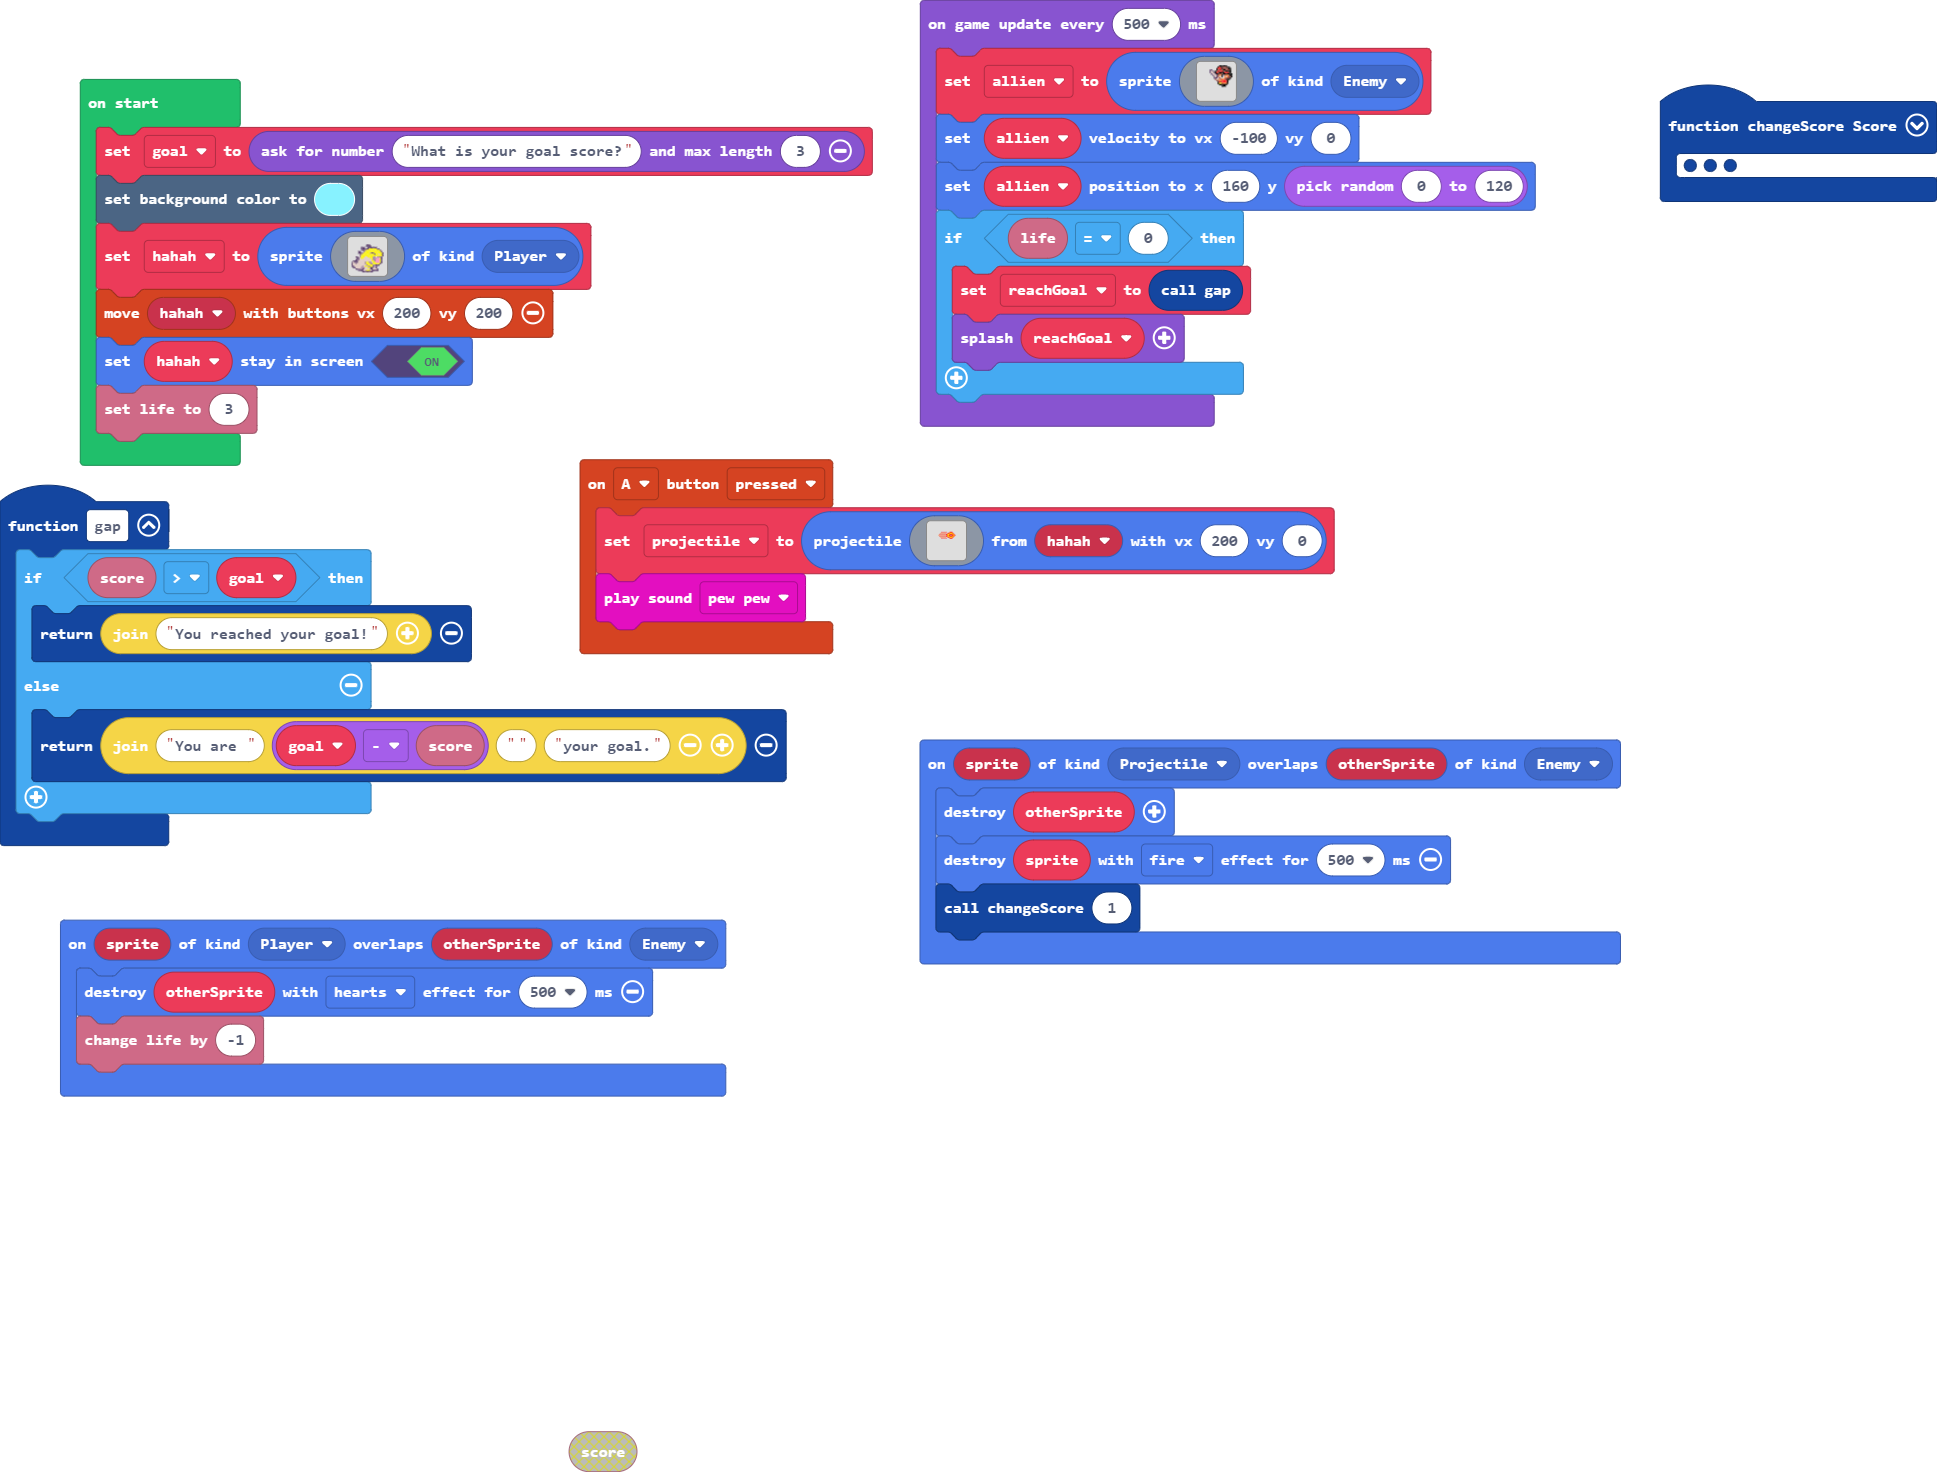 on start
set goal to ask for number "What is your goal score?" and max length 3
set background color to
set hahah to sprite of kind Player
move hahah with buttons vx 200 vy 200
set hahah stay in screen ON
set life to 3
on game update every 500 ms
set allien to sprite of kind Enemy
set allien velocity to vx -100 vy 0
set allien position to x 160 y pick random 0 to 120
if life = 0 then
set reachGoal to call gap
splash reachGoal
function changeScore Score
function gap
if score > goal then
return join "You reached your goal!"
else
return join "You are " goal - score " " "your goal."
on A button pressed
set projectile to projectile from hahah with vx 200 vy 0
play sound pew pew
on sprite of kind Projectile overlaps otherSprite of kind Enemy
destroy otherSprite
destroy sprite with fire effect for 500 ms
call changeScore 1
on sprite of kind Player overlaps otherSprite of kind Enemy
destroy otherSprite with hearts effect for 500 ms
change life by -1
score